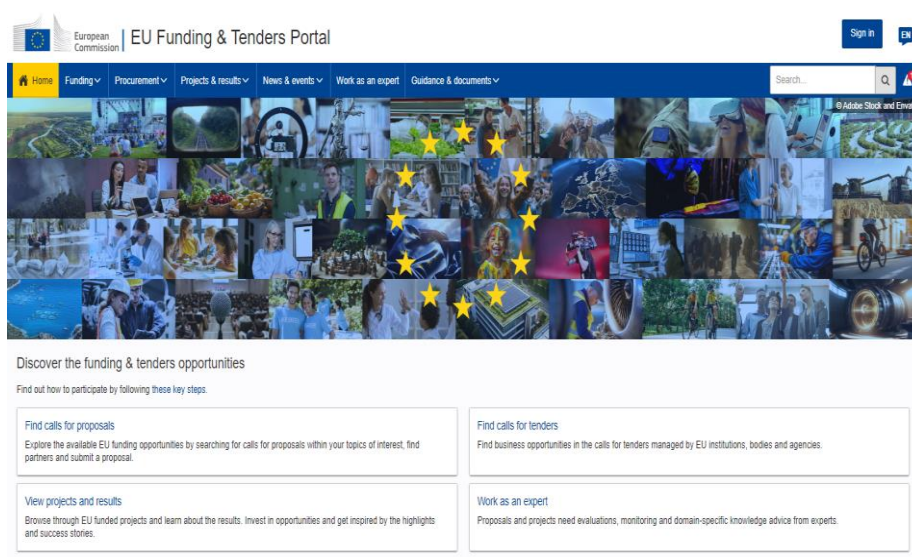 European
Commission
EU Funding & Tenders Portal
Sign in
EN
Home Funding Procurement Projects & results News & events Work as an expert Guidance & documents
Search...
© Adobe Stock and Enva
Discover the funding & tenders opportunities
Find out how to participate by following these key steps.
Find calls for proposals
Explore the available EU funding opportunities by searching for calls for proposals within your topics of interest, find
partners and submit a proposal.
Find calls for tenders
Find business opportunities in the calls for tenders managed by EU institutions, bodies and agencies.
View projects and results
Browse through EU funded projects and learn about the results. Invest in opportunities and get inspired by the highlights
and success stories.
Work as an expert
Proposals and projects need evaluations, monitoring and domain-specific knowledge advice from experts.